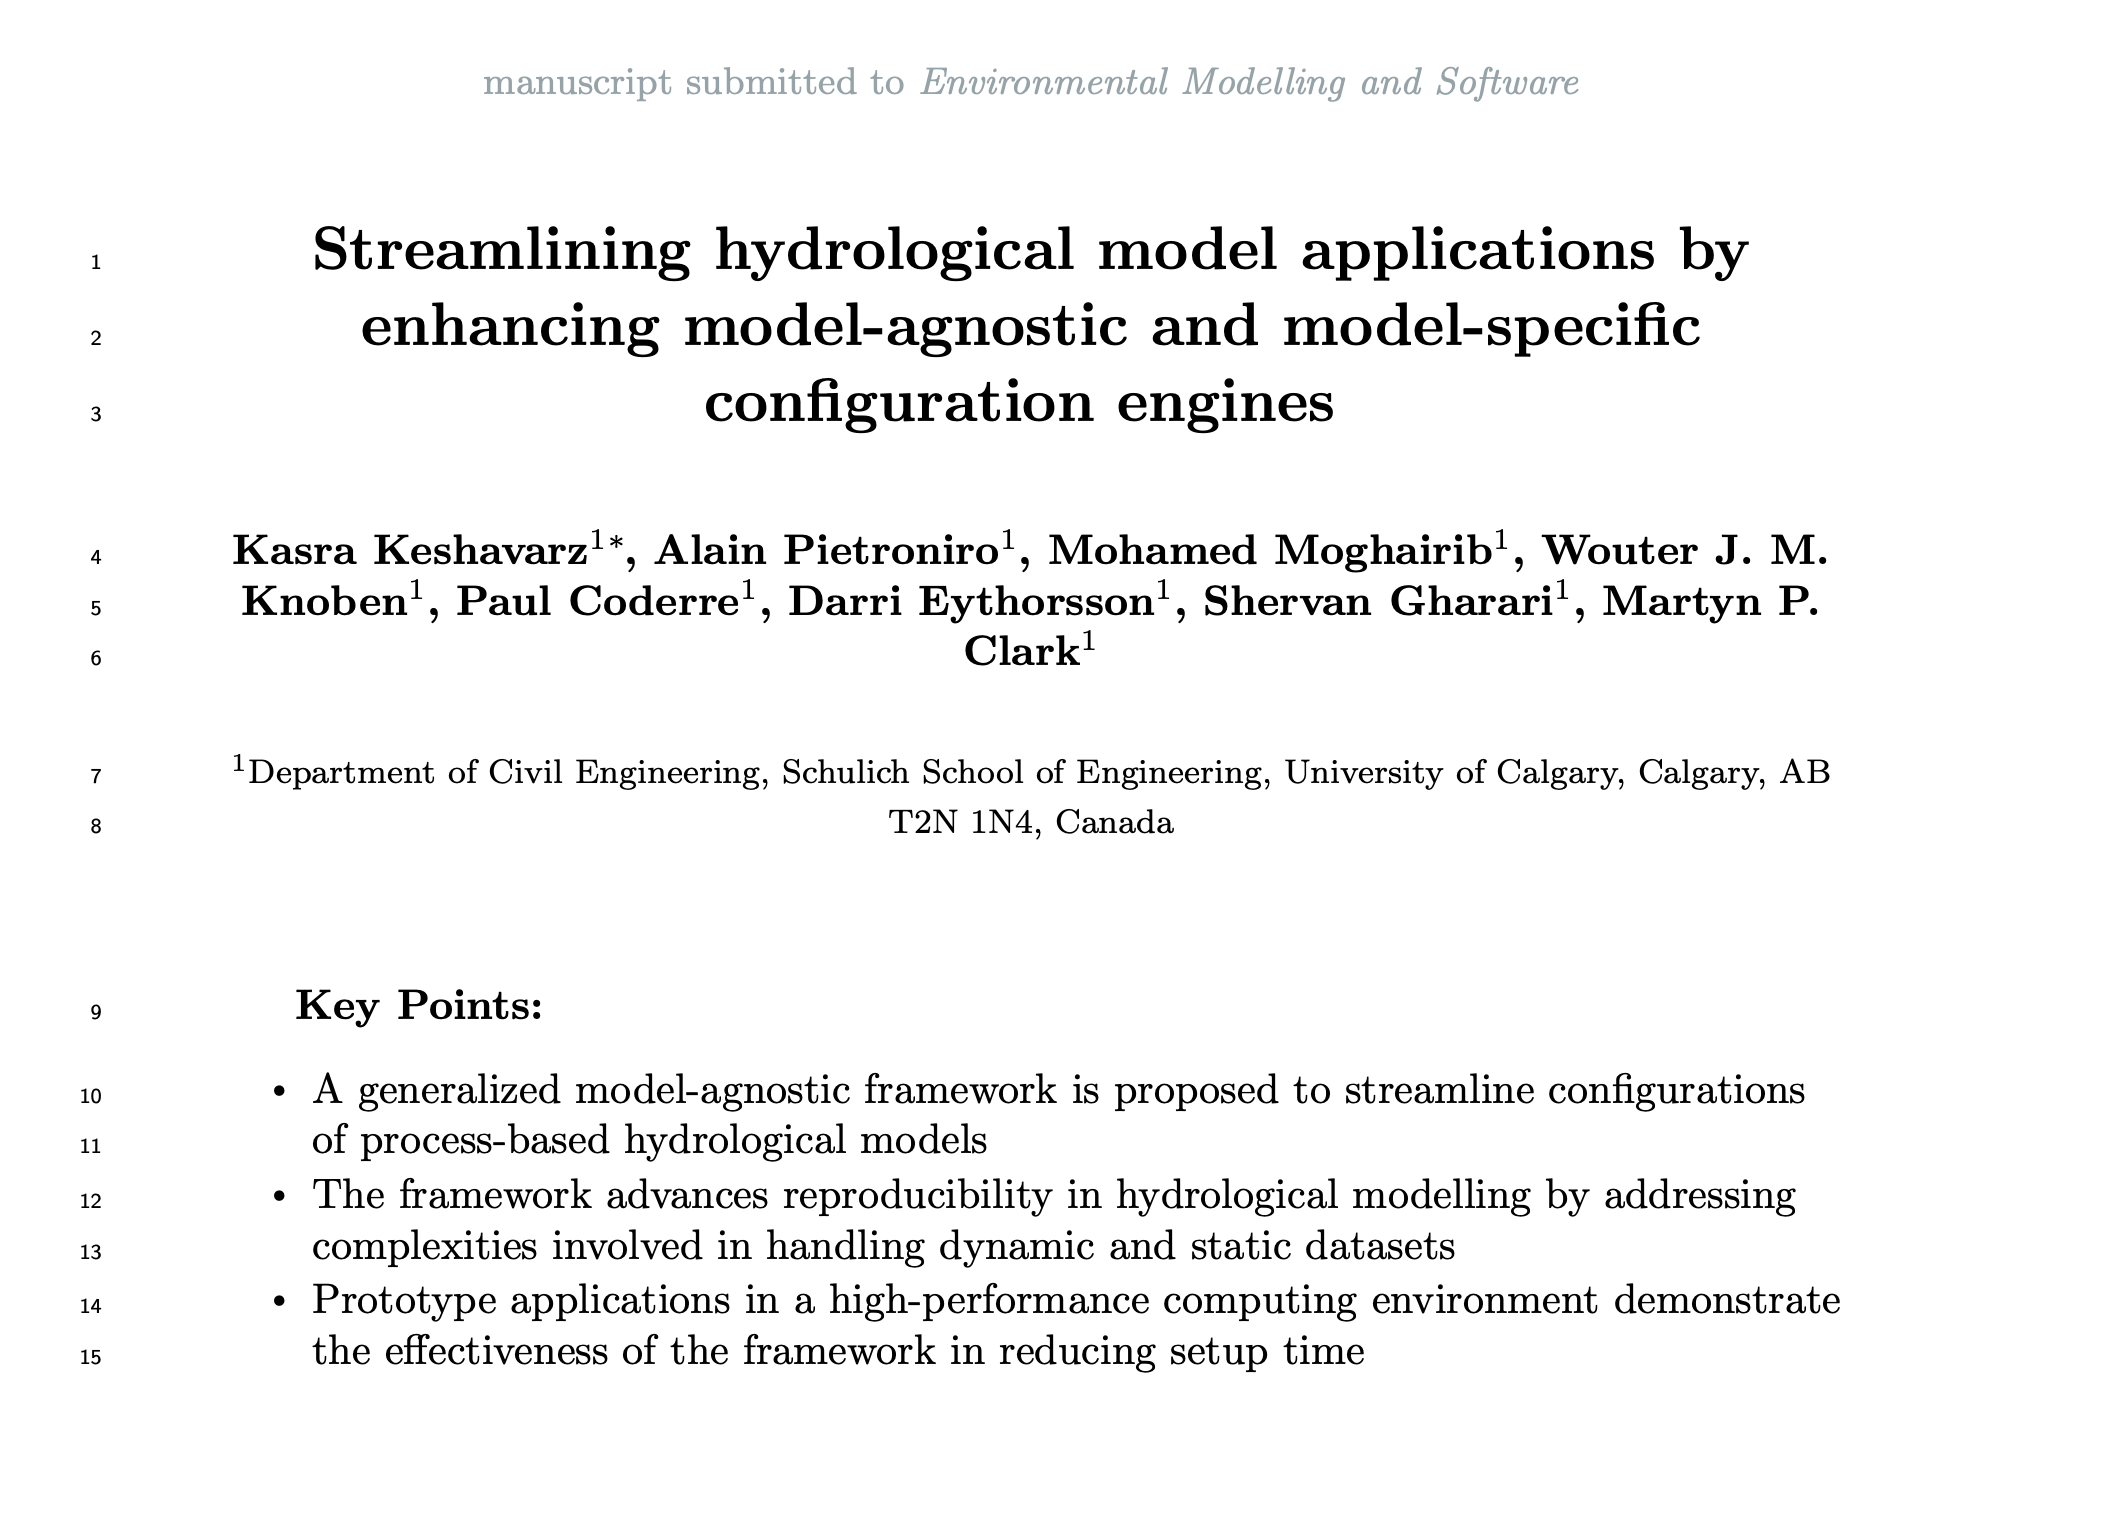 manuscript submitted to Environmental Modelling and Software
1 Streamlining hydrological model applications by
2 enhancing model-agnostic and model-specific
3 configuration engines
4 Kasra Keshavarz1*, Alain Pietroniro1, Mohamed Moghairib1, Wouter J. M.
5 Knoben1, Paul Coderre1, Darri Eythorsson1, Shervan Gharari1, Martyn P.
6 Clark1
7 1Department of Civil Engineering, Schulich School of Engineering, University of Calgary, Calgary, AB
8 T2N 1N4, Canada
9 Key Points:
10 • A generalized model-agnostic framework is proposed to streamline configurations
11 of process-based hydrological models
12 • The framework advances reproducibility in hydrological modelling by addressing
13 complexities involved in handling dynamic and static datasets
14 • Prototype applications in a high-performance computing environment demonstrate
15 the effectiveness of the framework in reducing setup time